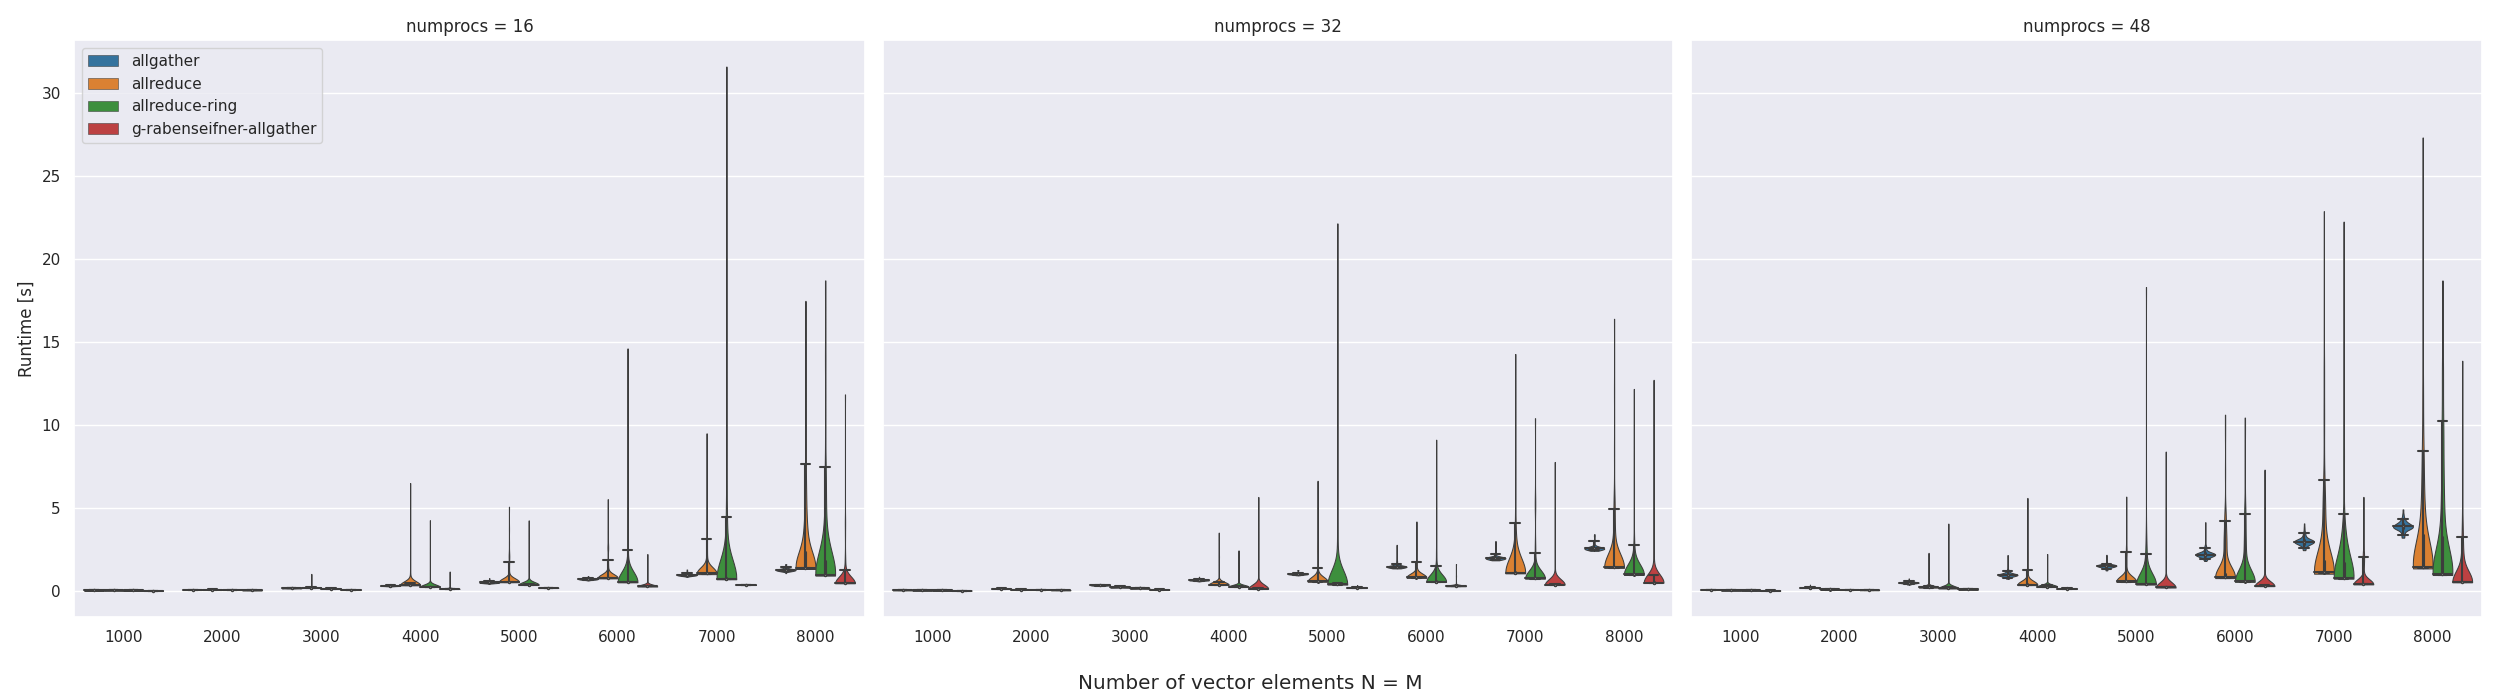 numprocs = 16
numprocs = 32
numprocs = 48
allgather
allreduce
allreduce-ring
g-rabenseifner-allgather
Runtime [s]
30
25
20
15
10
5
0
1000 2000 3000 4000 5000 6000 7000 8000
1000 2000 3000 4000 5000 6000 7000 8000
1000 2000 3000 4000 5000 6000 7000 8000
Number of vector elements N = M